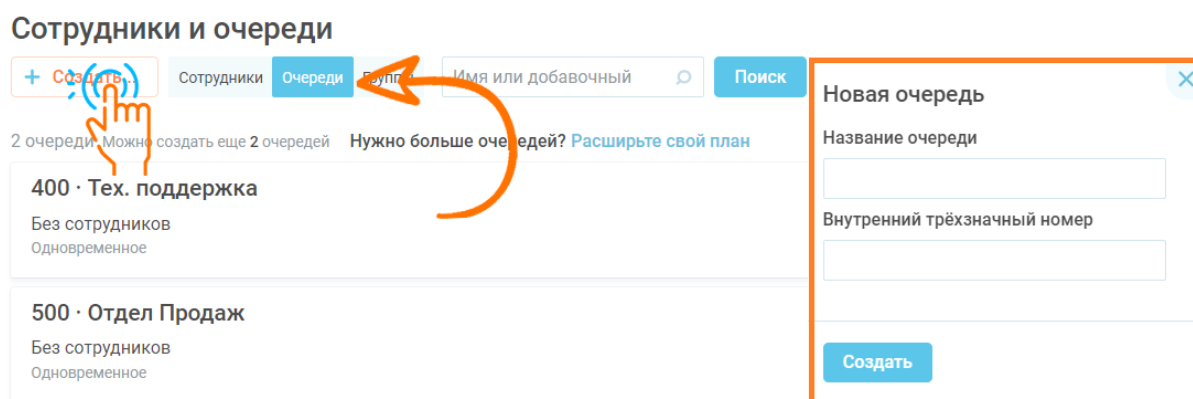 Сотрудники и очереди
+ Создать...
Сотрудники Очереди Группы Имя или добавочный Поиск
2 очереди Можно создать еще 2 очередей Нужно больше очередей? Расширьте свой план
400 · Тех. поддержка
Без сотрудников
Одновременное
500 · Отдел Продаж
Без сотрудников
Одновременное
Новая очередь
Название очереди
Внутренний трёхзначный номер
Создать